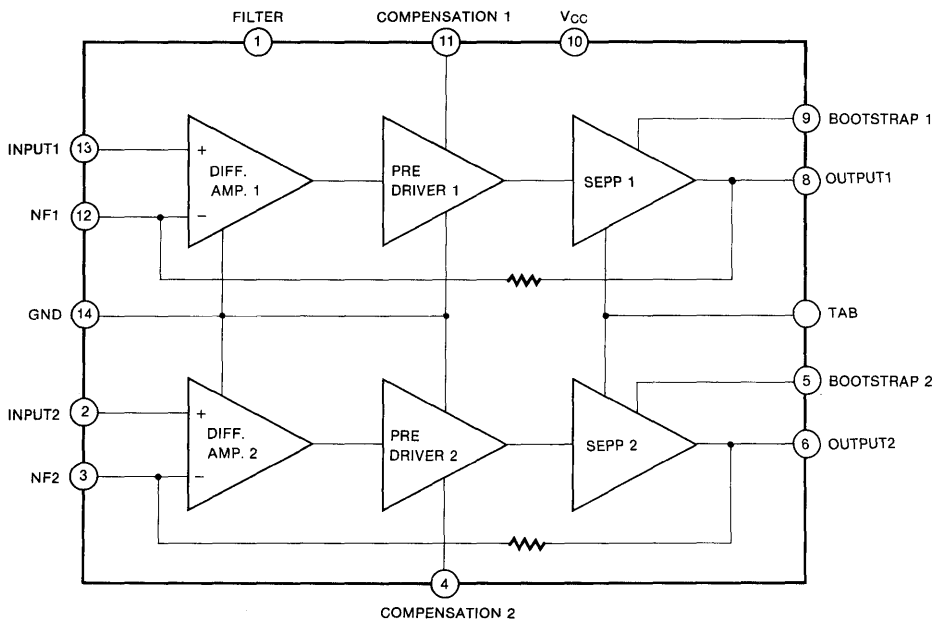 FILTER
COMPENSATION 1
VCC
1
11
10
9
BOOTSTRAP 1
INPUT1
13
+
DIFF.
AMP. 1
PRE
DRIVER 1
SEPP 1
8
OUTPUT1
NF1
12
−
GND
14
TAB
5
BOOTSTRAP 2
INPUT2
2
+
DIFF.
AMP. 2
PRE
DRIVER 2
SEPP 2
6
OUTPUT2
NF2
3
−
4
COMPENSATION 2